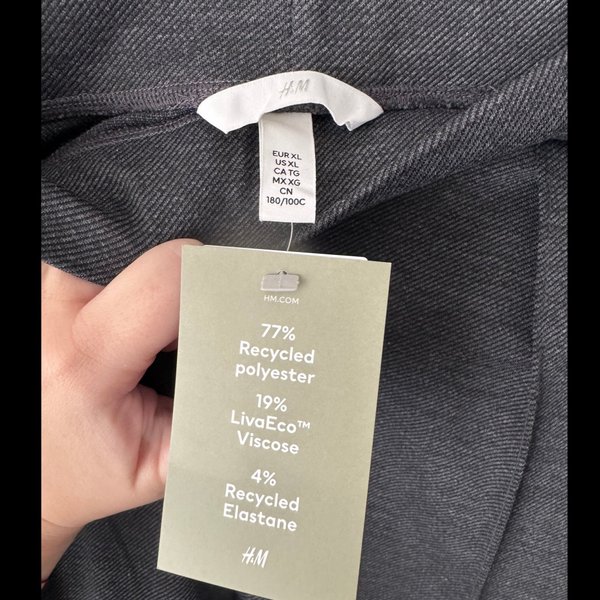 H&M
EUR XL
US XL
CA TG
MX XG
CN
180/100C
HM.COM
77%
Recycled
polyester
19%
LivaEco™
Viscose
4%
Recycled
Elastane
H&M